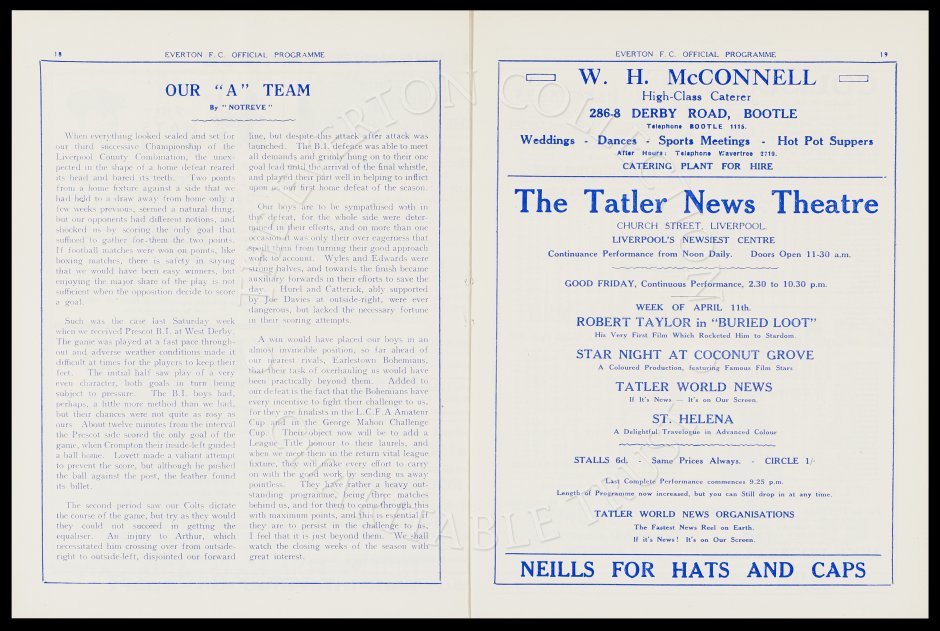 18
EVERTON F. C. OFFICIAL PROGRAMME
OUR "A" TEAM
By "NOTREVE"
When everything looked sealed and set for
our third successive Championship of the
Liverpool County Combination, the unex-
pected in the shape of a home defeat reared
its head and bared its teeth. Two points
from a home fixture against a side that we
had held to a draw away from home only a
few weeks previous, seemed a natural thing,
but our opponents had different notions, and
shocked us by scoring the only goal that
sufficed to gather for them the two points.
If football matches were won on points, like
boxing matches, there is safety in saying
that we would have been easy winners, but
enjoying the major share of the play is not
sufficient when the opposition decide to score
a goal.
Such was the case last Saturday week
when we received Prescot B.I. at West Derby.
The game was played at a fast pace through-
out and adverse weather conditions made it
difficult at times for the players to keep their
feet. The initial half saw play of a very
even character, both goals in turn being
subject to pressure. The B.I. boys had,
perhaps, a little more method than we had,
but their chances were not quite as rosy as
ours. About twelve minutes from the interval
the Prescot side scored the only goal of the
game, when Crompton their inside-left guided
a ball home. Lovett made a valiant attempt
to prevent the score, but although he pushed
the ball against the post, the leather found
its billet.
The second period saw our Colts dictate
the course of the game, but try as they would
they could not succeed in getting the
equaliser. An injury to Arthur, which
necessitated him crossing over from outside-
right to outside-left, disjointed our forward
line, but despite this attack after attack was
launched. The B.I. defence was able to meet
all demands and grimly hung on to their one
goal lead until the arrival of the final whistle,
and played their part well in helping to inflict
upon us our first home defeat of the season.
Our boys are to be sympathised with in
this defeat, for the whole side were deter-
mined in their efforts, and on more than one
occasion it was only their over eagerness that
spoilt them from turning their good approach
work to account. Wyles and Edwards were
strong halves, and towards the finish became
auxiliary forwards in their efforts to save the
day. Hurel and Catterick, ably supported
by Joe Davies at outside-right, were ever
dangerous, but lacked the necessary fortune
in their scoring attempts.
A win would have placed our boys in an
almost invincible position, so far ahead of
our nearest rivals, Earlestown Bohemians,
that their task of overhauling us would have
been practically beyond them. Added to
our defeat is the fact that the Bohemians have
every incentive to fight their challenge to us,
for they are finalists in the L.C.F.A Amateur
Cup and in the George Mahon Challenge
Cup. Their object now will be to add a
League Title honour to their laurels, and
when we meet them in the return vital league
fixture, they will make every effort to carry
on with the good work by sending us away
pointless. They have rather a heavy out-
standing programme, being three matches
behind us, and for them to come through this
with maximum points, and this is essential if
they are to persist in the challenge to us,
I feel that it is just beyond them. We shall
watch the closing weeks of the season with
great interest.
EVERTON F. C. OFFICIAL PROGRAMME
19
W. H. McCONNELL
High-Class Caterer
286-8 DERBY ROAD, BOOTLE
Telephone BOOTLE 1115.
Weddings - Dances - Sports Meetings - Hot Pot Suppers
After Hours: Telephone Wavertree 2719.
CATERING PLANT FOR HIRE
The Tatler News Theatre
CHURCH STREET, LIVERPOOL.
LIVERPOOL'S NEWSIEST CENTRE
Continuance Performance from Noon Daily. Doors Open 11-30 a.m.
GOOD FRIDAY, Continuous Performance, 2.30 to 10.30 p.m.
WEEK OF APRIL 11th.
ROBERT TAYLOR in "BURIED LOOT"
His Very First Film Which Rocketed Him to Stardom.
STAR NIGHT AT COCONUT GROVE
A Coloured Production, featuring Famous Film Stars
TATLER WORLD NEWS
If It's News — It's on Our Screen.
ST. HELENA
A Delightful Travelogue in Advanced Colour
STALLS 6d. - Same Prices Always. - CIRCLE 1/-
Last Complete Performance commences 9.25 p.m.
Length of Programme now increased, but you can Still drop in at any time.
TATLER WORLD NEWS ORGANISATIONS
The Fastest News Reel on Earth.
If it's News! It's on Our Screen.
NEILLS FOR HATS AND CAPS